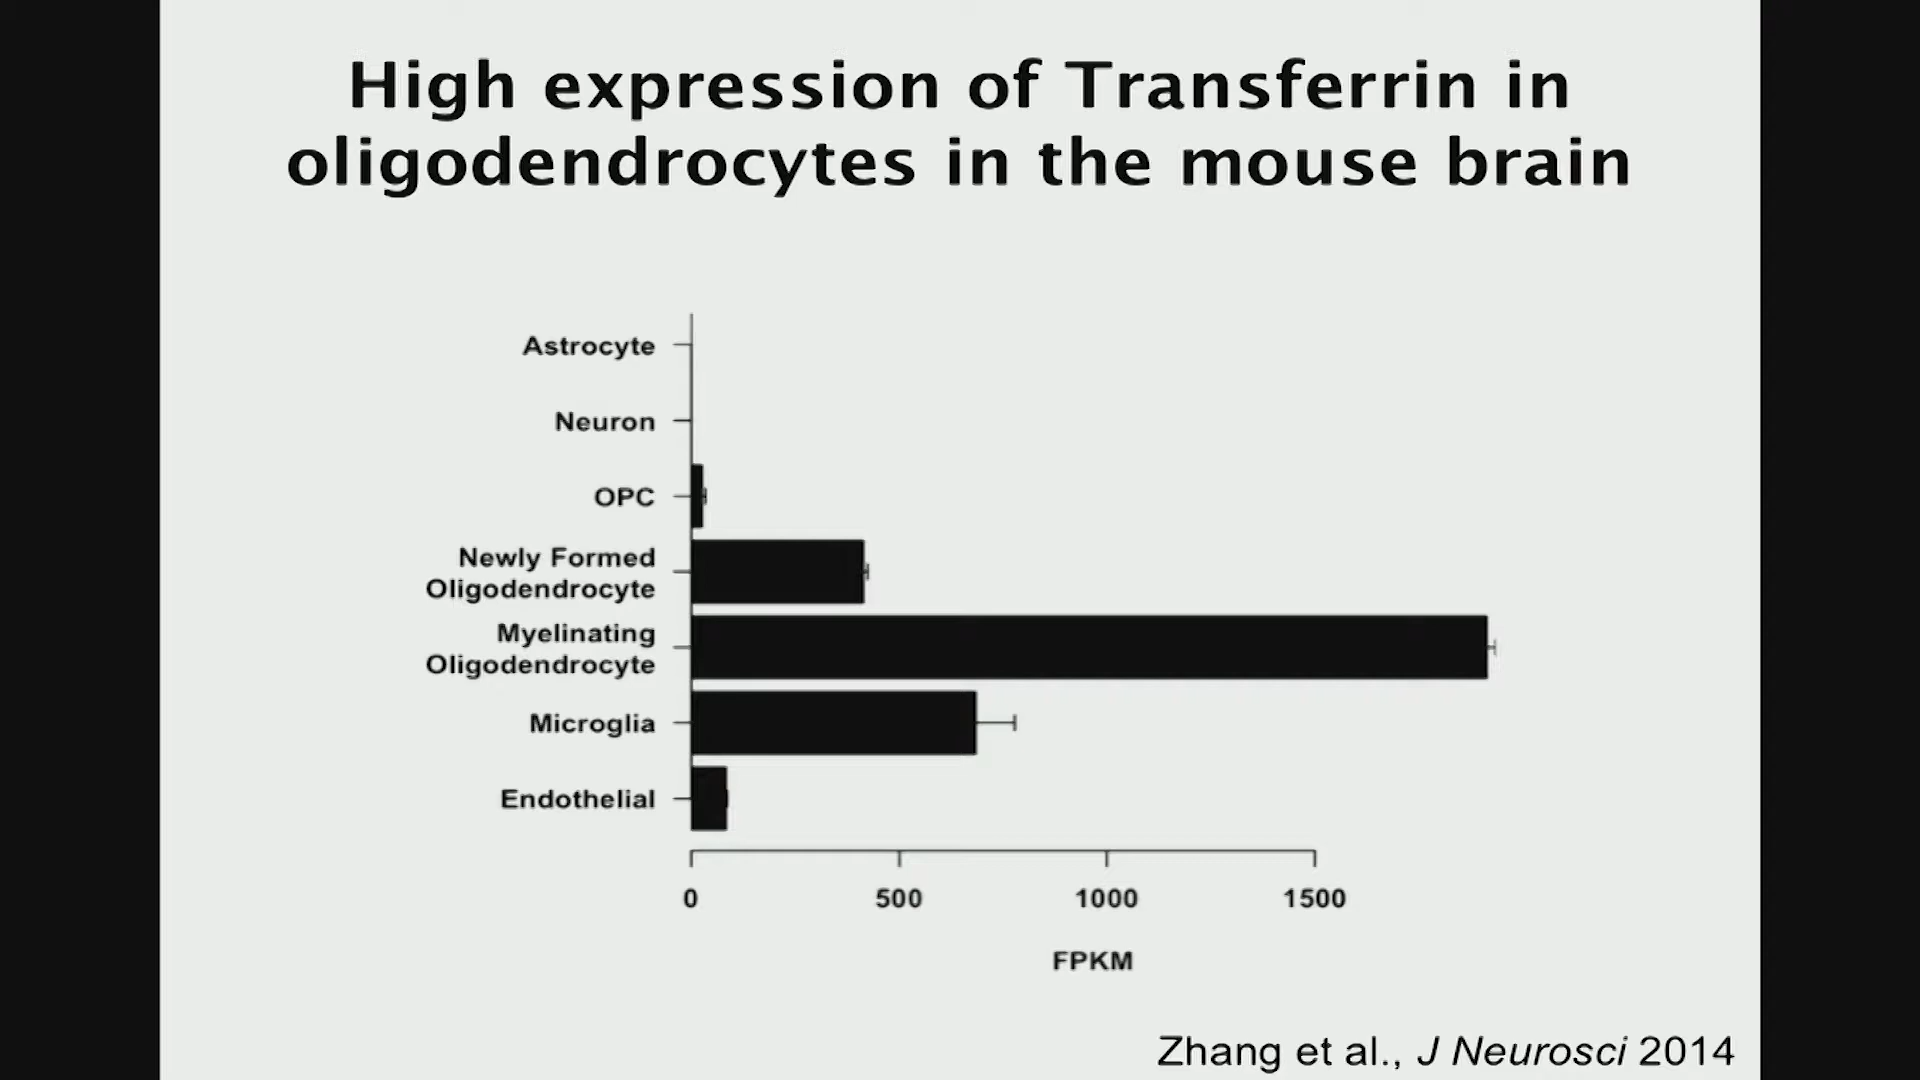 High expression of Transferrin in
oligodendrocytes in the mouse brain
Astrocyte
Neuron
OPC
Newly Formed
Oligodendrocyte
Myelinating
Oligodendrocyte
Microglia
Endothelial
0 500 1000 1500
FPKM
Zhang et al., J Neurosci 2014